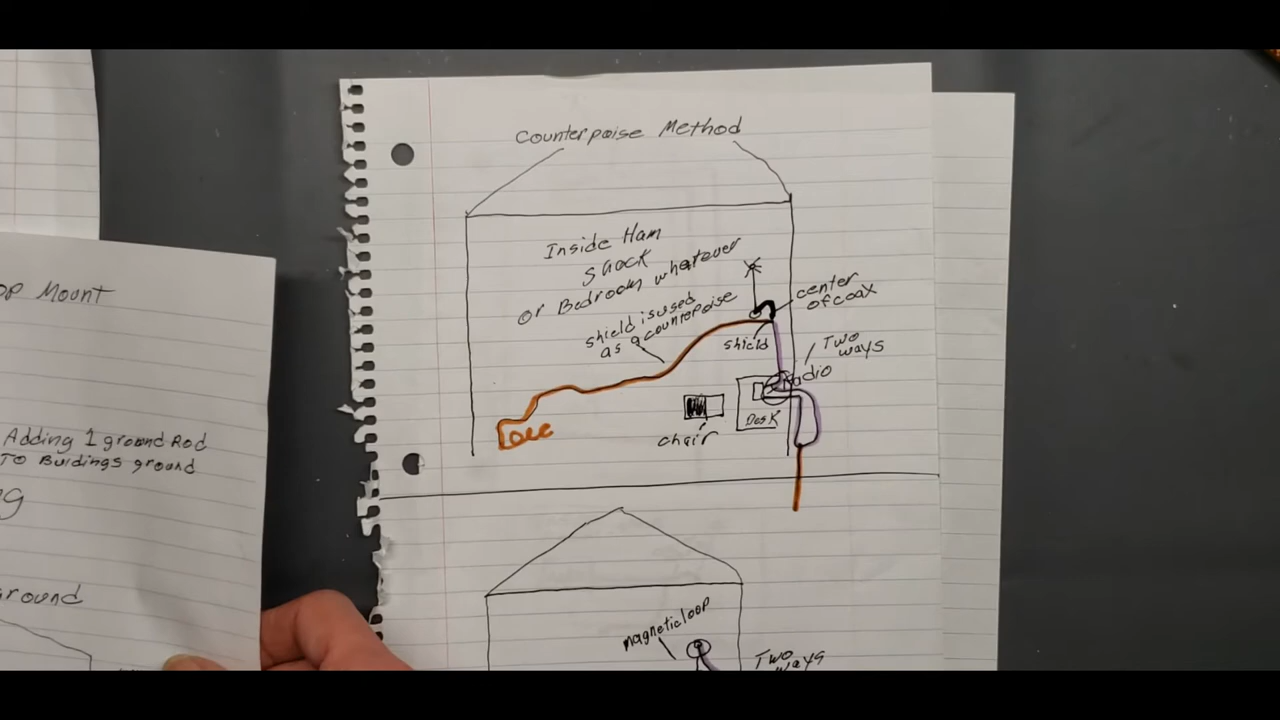 Counterpoise Method
Inside Ham
Shack
or Bedroom whatever
shield is used
as a counterpoise
center
of coax
shield
Two
ways
Radio
Desk
chair
magnetic loop
Two
ways
op Mount
Adding 1 ground Rod
To Buidings ground
g
round